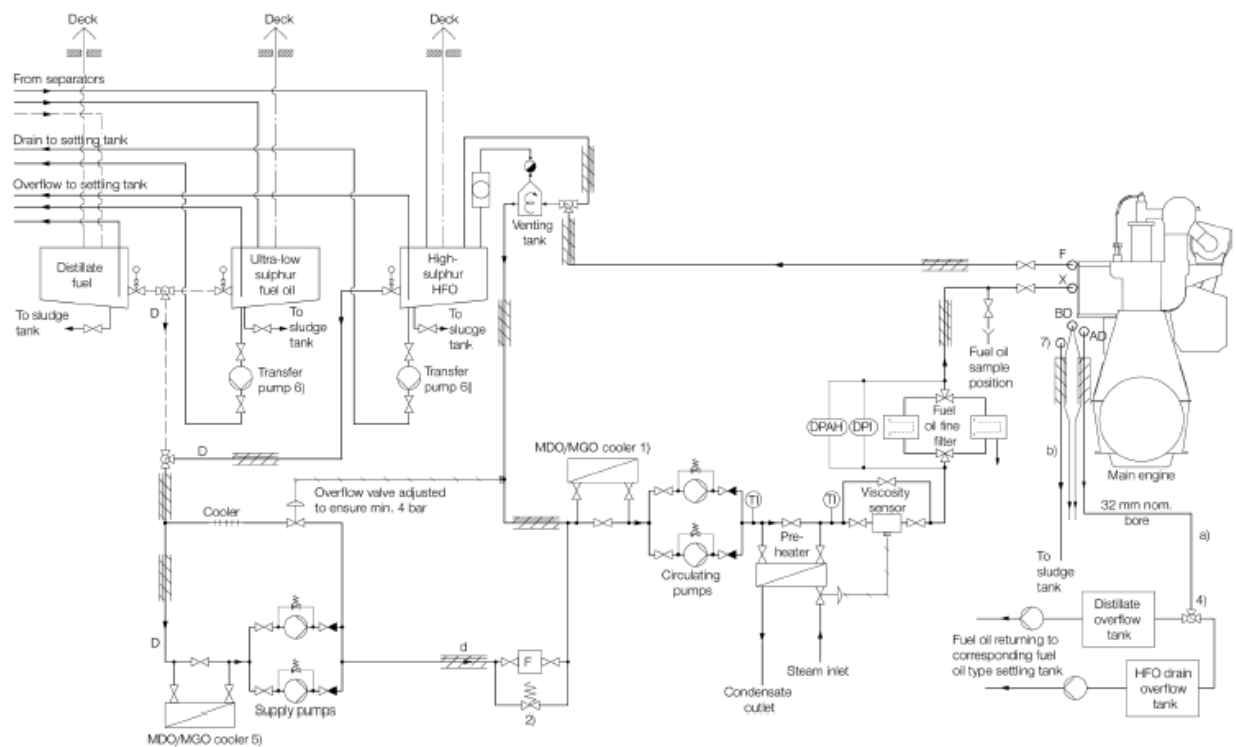 Deck
Deck
Deck
From separators
Drain to settling tank
Overflow to settling tank
Distillate
fuel
Ultra-low
sulphur
fuel oil
High-
sulphur
HFO
Venting
tank
F
X
BD
AD
7)
To sludge
tank
D
To
sludge
tank
To
slucge
tank
Transfer
pump 6)
Transfer
pump 6)
Fuel oil
sample
position
DPAH
DPI
Fuel
oil fine
filter
Main engine
D
b)
MDO/MGO cooler 1)
Overflow valve adjusted
to ensure min. 4 bar
Cooler
TI
TI
Viscosity
sensor
32 mm nom.
bore
a)
Pre-
heater
Circulating
pumps
To
sludge
tank
4)
Distillate
overflow
tank
D
d
F
Fuel oil returning to
corresponding fuel
oil type settling tank
Steam inlet
HFO drain
overflow
tank
Condensate
outlet
Supply pumps
2)
MDO/MGO cooler 5)